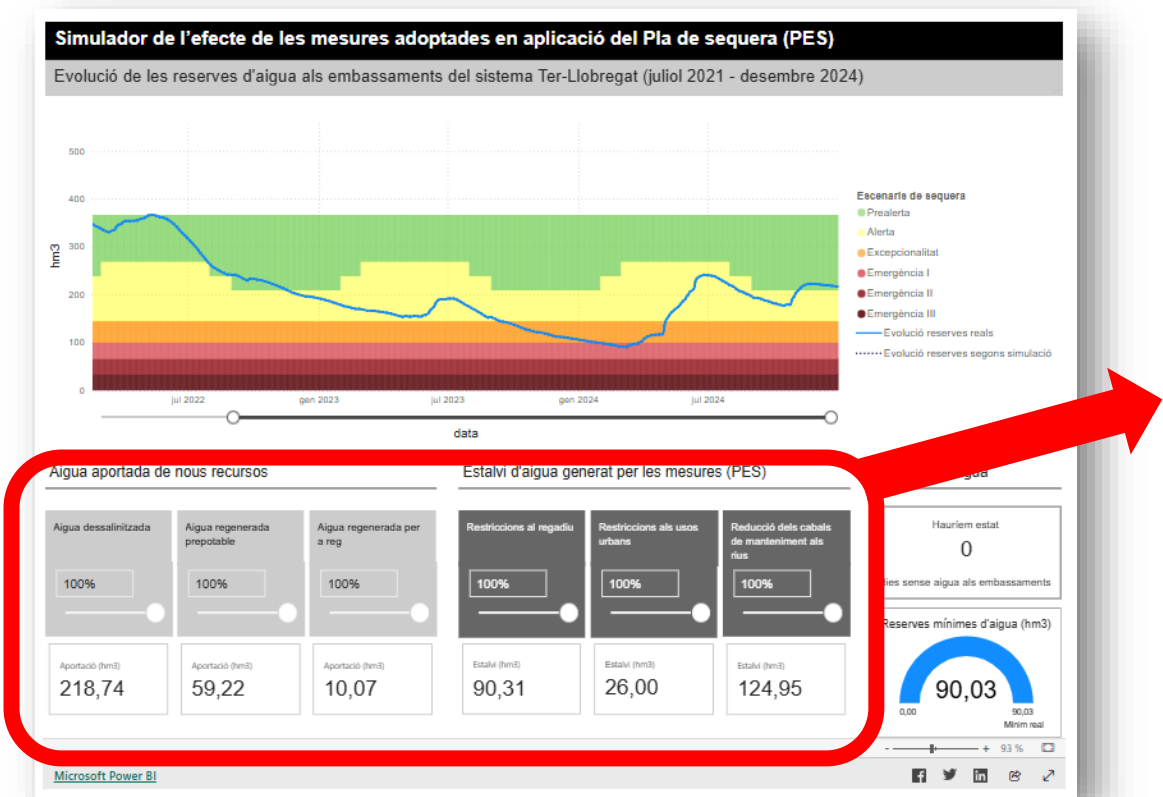 Simulador de l’efecte de les mesures adoptades en aplicació del Pla de sequera (PES)
Evolució de les reserves d'aigua als embassaments del sistema Ter-Llobregat (juliol 2021 - desembre 2024)
500
400
300
200
100
0
hm3
jul 2022
gen 2023
jul 2023
gen 2024
jul 2024
data
Escenaris de sequera
Prealerta
Alerta
Excepcionalitat
Emergència I
Emergència II
Emergència III
Evolució reserves reals
Evolució reserves segons simulació
Aigua aportada de nous recursos
Aigua dessalinitzada
100%
Aportació (hm3)
218,74
Aigua regenerada
prepotable
100%
Aportació (hm3)
59,22
Aigua regenerada per
a reg
100%
Aportació (hm3)
10,07
Estalvi d'aigua generat per les mesures (PES)
Restriccions al regadiu
100%
Estalvi (hm3)
90,31
Restriccions als usos
urbans
100%
Estalvi (hm3)
26,00
Reducció dels cabals
de manteniment als
rius
100%
Estalvi (hm3)
124,95
Hauríem estat
0
sense aigua als embassaments
Reserves mínimes d'aigua (hm3)
90,03
0,00
90,03
Mínim real
- + 93 %
Microsoft Power BI